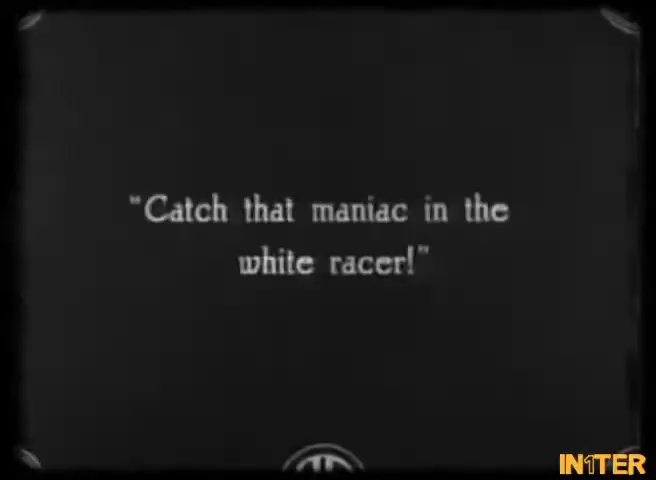 "Catch that maniac in the
white racer!"
IN1TER